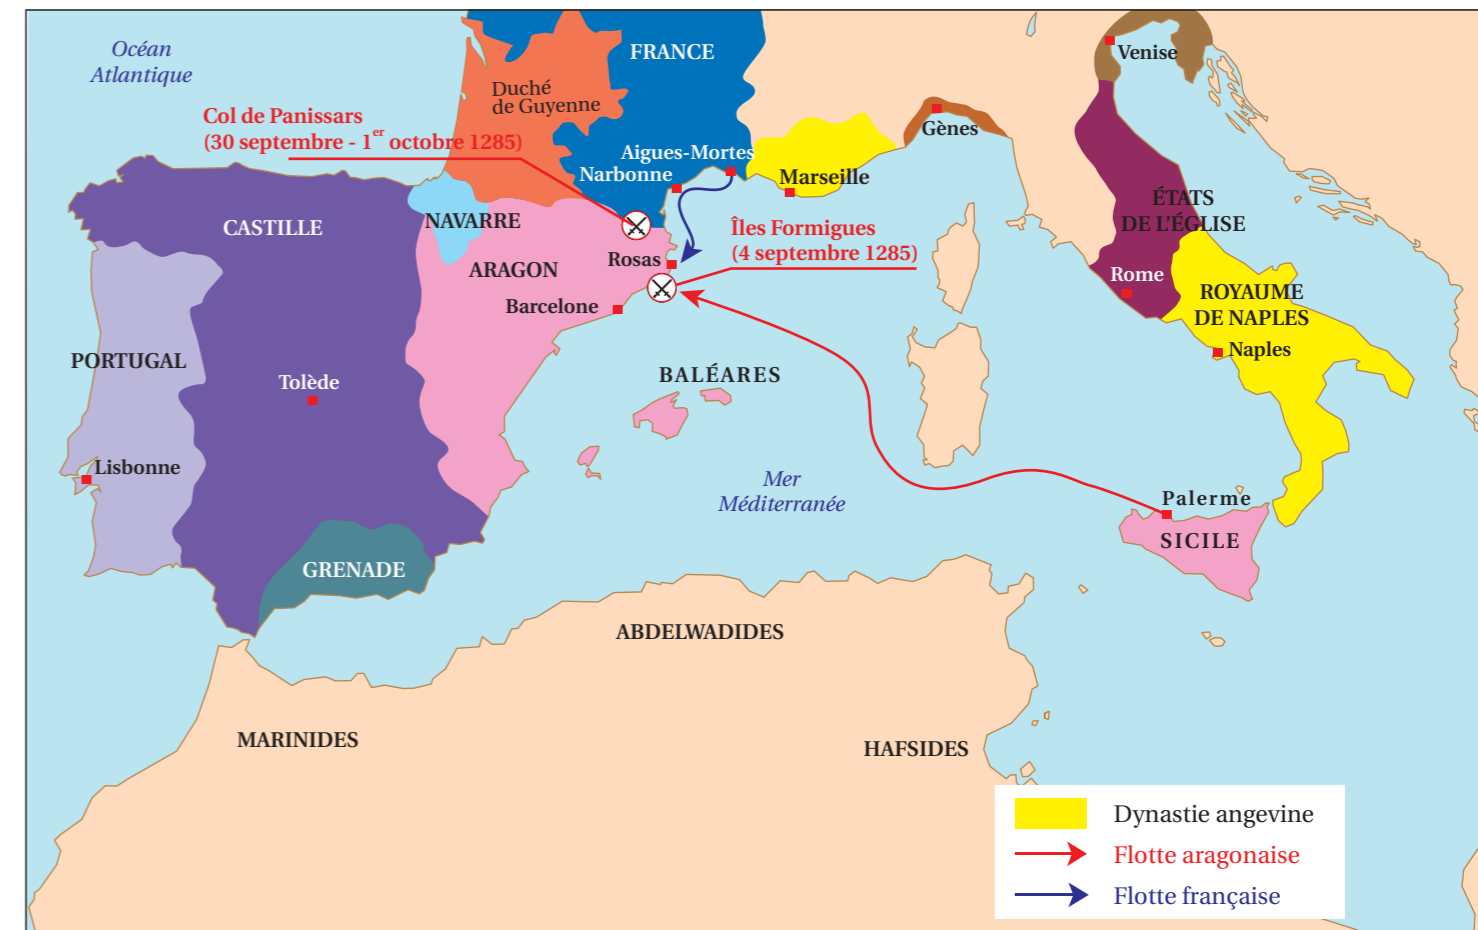 Océan
Atlantique
FRANCE
Venise
Duché
de Guyenne
Col de Panissars
(30 septembre - 1er octobre 1285)
Gènes
Aigues-Mortes
Narbonne
Marseille
CASTILLE
NAVARRE
Îles Formigues
(4 septembre 1285)
ÉTATS
DE L'ÉGLISE
ARAGON
Rosas
Rome
Barcelone
ROYAUME
DE NAPLES
Naples
PORTUGAL
Tolède
BALÉARES
Lisbonne
Mer
Méditerranée
Palerme
SICILE
GRENADE
ABDELWADIDES
MARINIDES
HAFSIDES
Dynastie angevine
Flotte aragonaise
Flotte française